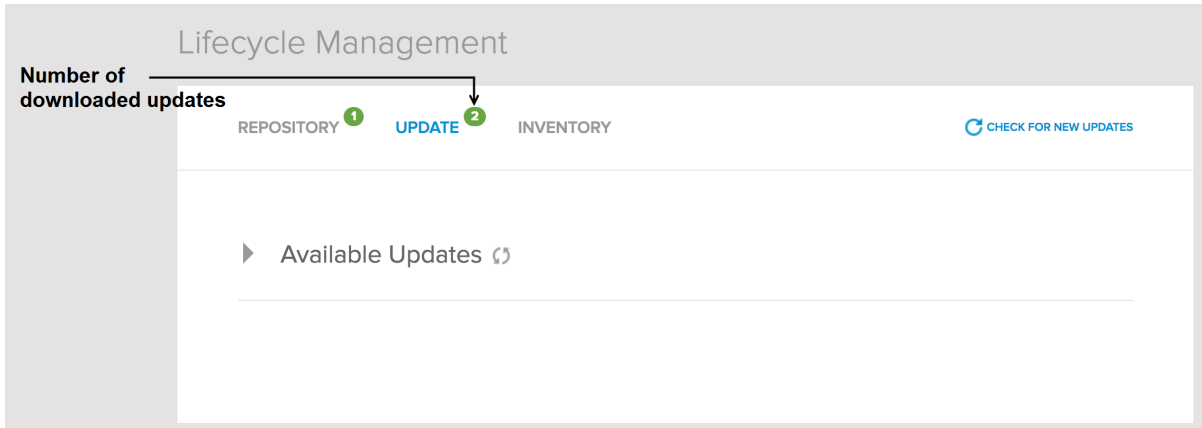 Lifecycle Management
Number of
downloaded updates
REPOSITORY 1 UPDATE 2 INVENTORY CHECK FOR NEW UPDATES
Available Updates